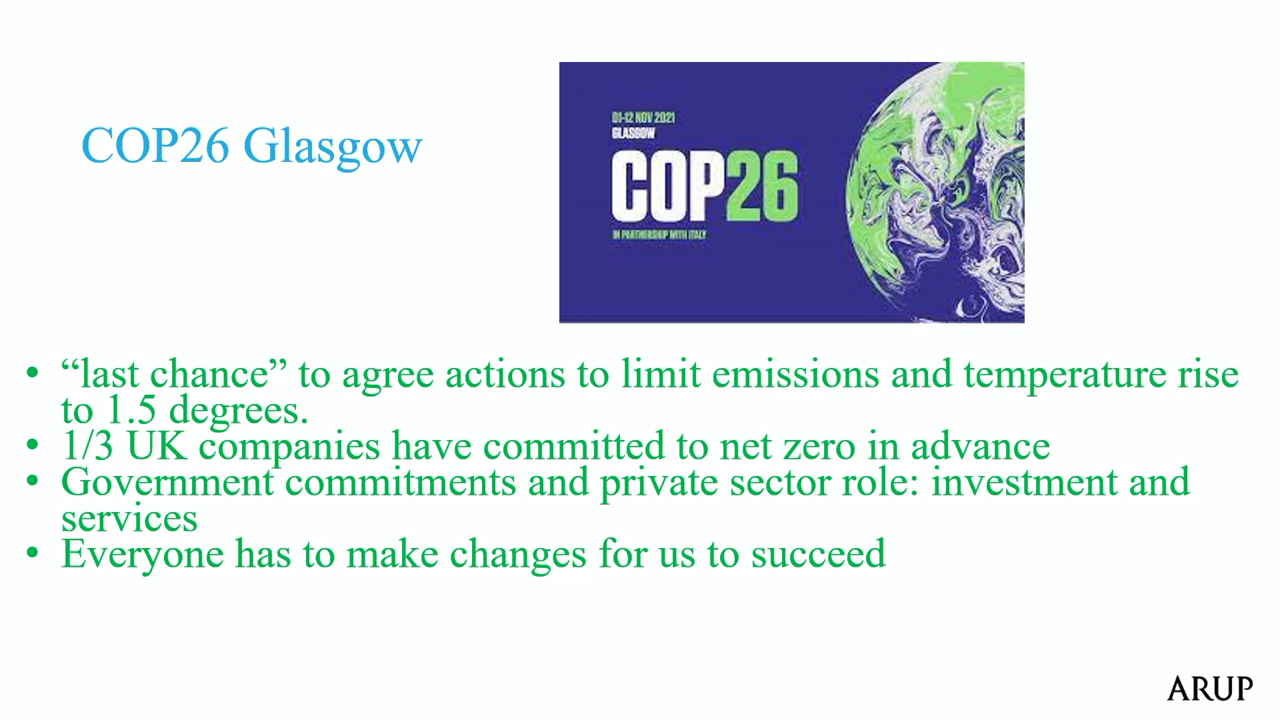 COP26 Glasgow
01-12 NOV 2021
GLASGOW
COP26
IN PARTNERSHIP WITH ITALY
• “last chance” to agree actions to limit emissions and temperature rise
to 1.5 degrees.
• 1/3 UK companies have committed to net zero in advance
• Government commitments and private sector role: investment and
services
• Everyone has to make changes for us to succeed
ARUP